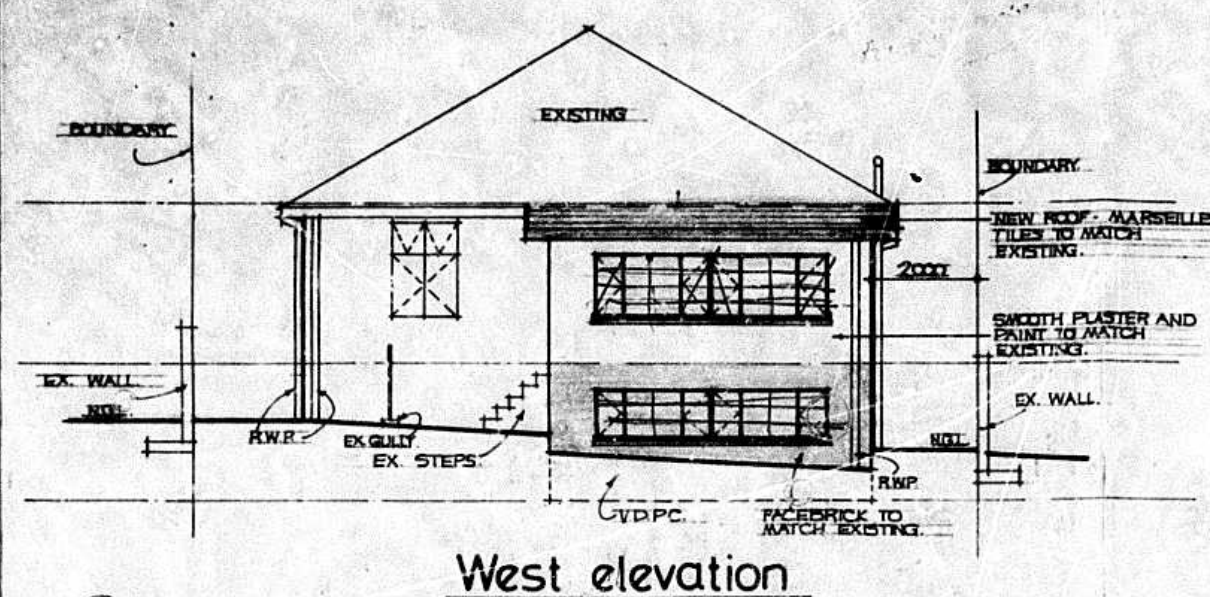 EXISTING
BOUNDARY
BOUNDARY.
NEW ROOF - MARSEILLE
TILES TO MATCH
EXISTING.
2000
SMOOTH PLASTER AND
PAINT TO MATCH
EXISTING.
EX. WALL.
EX. WALL.
N.G.L.
R.W.P.
EX.GULLY.
EX. STEPS.
N.G.L.
R.W.P.
V.D.P.C.
FACEBRICK TO
MATCH EXISTING.
West elevation